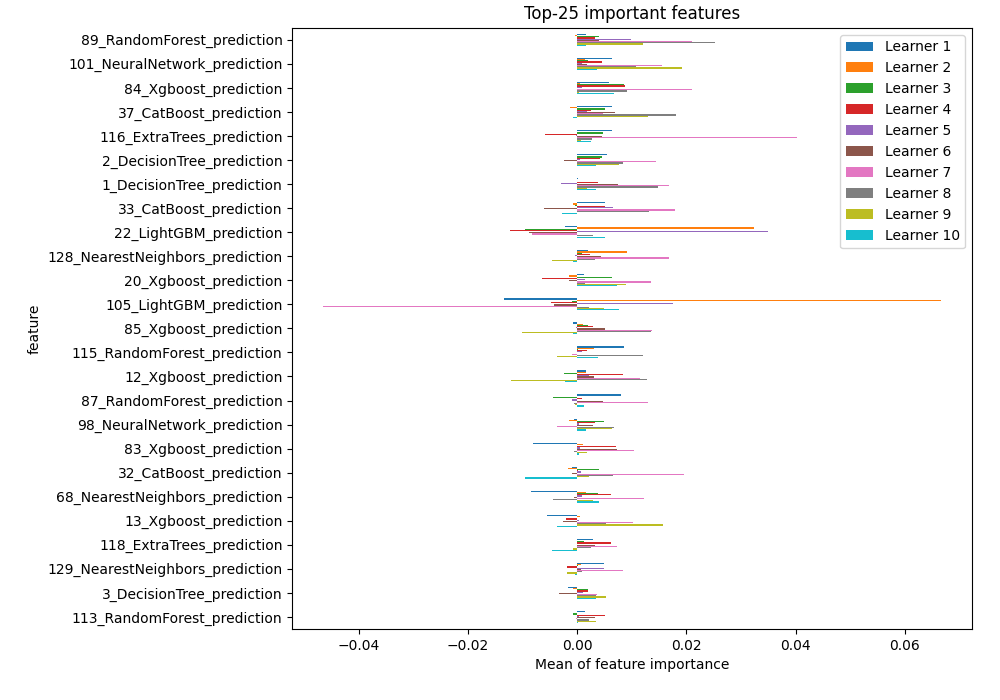 Top-25 important features
89_RandomForest_prediction
101_NeuralNetwork_prediction
84_Xgboost_prediction
37_CatBoost_prediction
116_ExtraTrees_prediction
2_DecisionTree_prediction
1_DecisionTree_prediction
33_CatBoost_prediction
22_LightGBM_prediction
128_NearestNeighbors_prediction
20_Xgboost_prediction
105_LightGBM_prediction
85_Xgboost_prediction
115_RandomForest_prediction
12_Xgboost_prediction
87_RandomForest_prediction
98_NeuralNetwork_prediction
83_Xgboost_prediction
32_CatBoost_prediction
68_NearestNeighbors_prediction
13_Xgboost_prediction
118_ExtraTrees_prediction
129_NearestNeighbors_prediction
3_DecisionTree_prediction
113_RandomForest_prediction
feature
Learner 1
Learner 2
Learner 3
Learner 4
Learner 5
Learner 6
Learner 7
Learner 8
Learner 9
Learner 10
−0.04 −0.02 0.00 0.02 0.04 0.06
Mean of feature importance